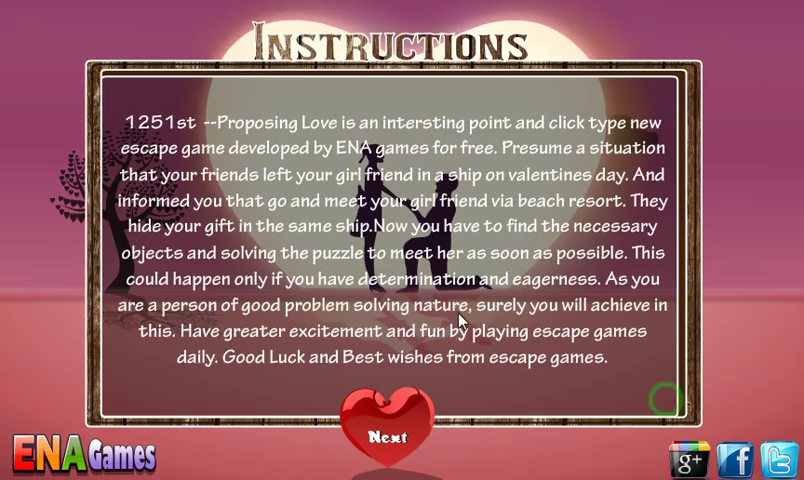 INSTRUCTIONS
1251st --Proposing Love is an intersting point and click type new
escape game developed by ENA games for free. Presume a situation
that your friends left your girl friend in a ship on valentines day. And
informed you that go and meet your girl friend via beach resort. They
hide your gift in the same ship.Now you have to find the necessary
objects and solving the puzzle to meet her as soon as possible. This
could happen only if you have determination and eagerness. As you
are a person of good problem solving nature, surely you will achieve in
this. Have greater excitement and fun by playing escape games
daily. Good Luck and Best wishes from escape games.
Next
ENA Games
g+ f t